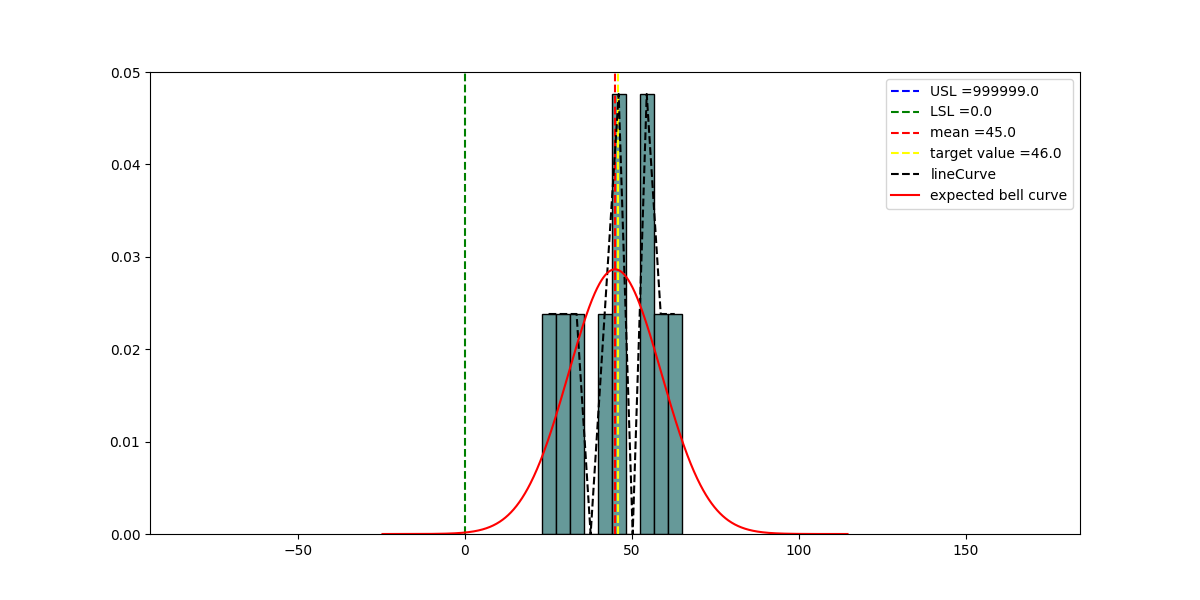 0.05
0.04
0.03
0.02
0.01
0.00
−50
0
50
100
150
USL =999999.0
LSL =0.0
mean =45.0
target value =46.0
lineCurve
expected bell curve